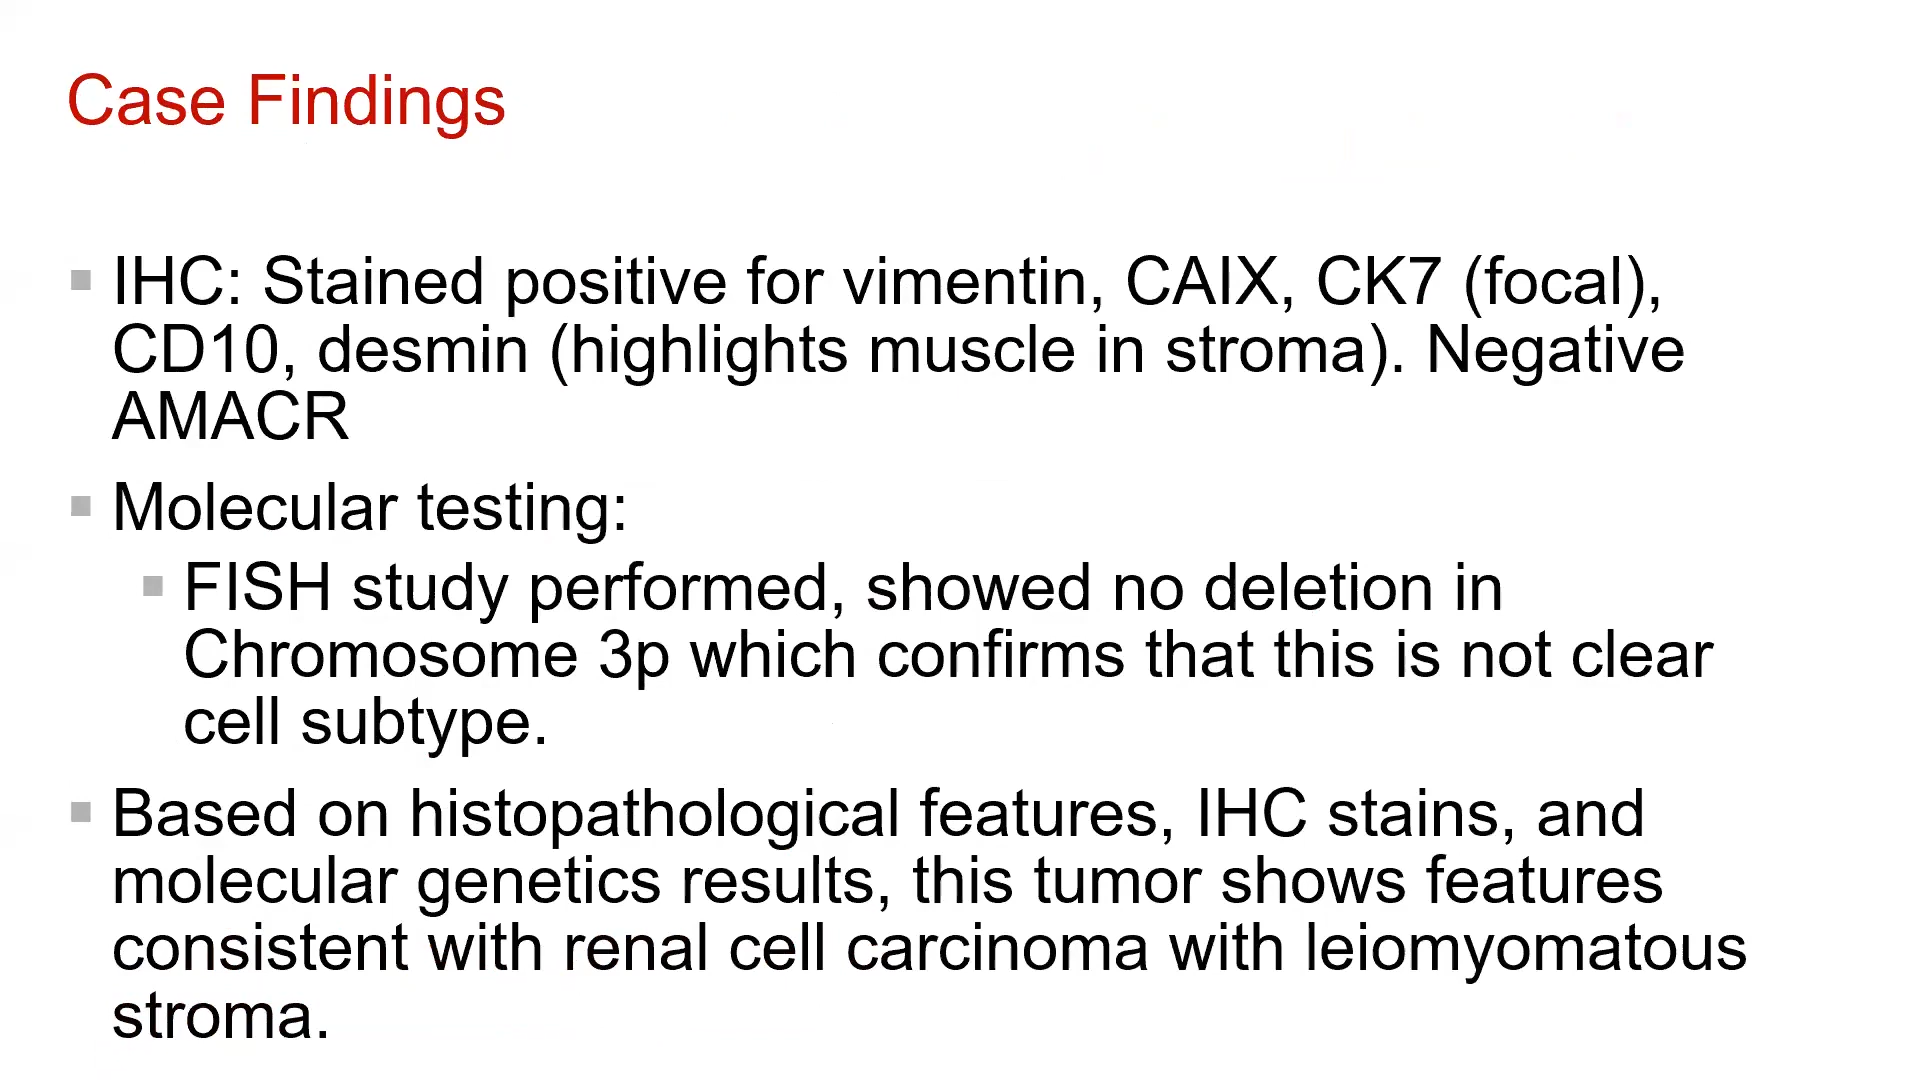 Case Findings
IHC: Stained positive for vimentin, CAIX, CK7 (focal),
CD10, desmin (highlights muscle in stroma). Negative
AMACR
Molecular testing:
FISH study performed, showed no deletion in
Chromosome 3p which confirms that this is not clear
cell subtype.
Based on histopathological features, IHC stains, and
molecular genetics results, this tumor shows features
consistent with renal cell carcinoma with leiomyomatous
stroma.